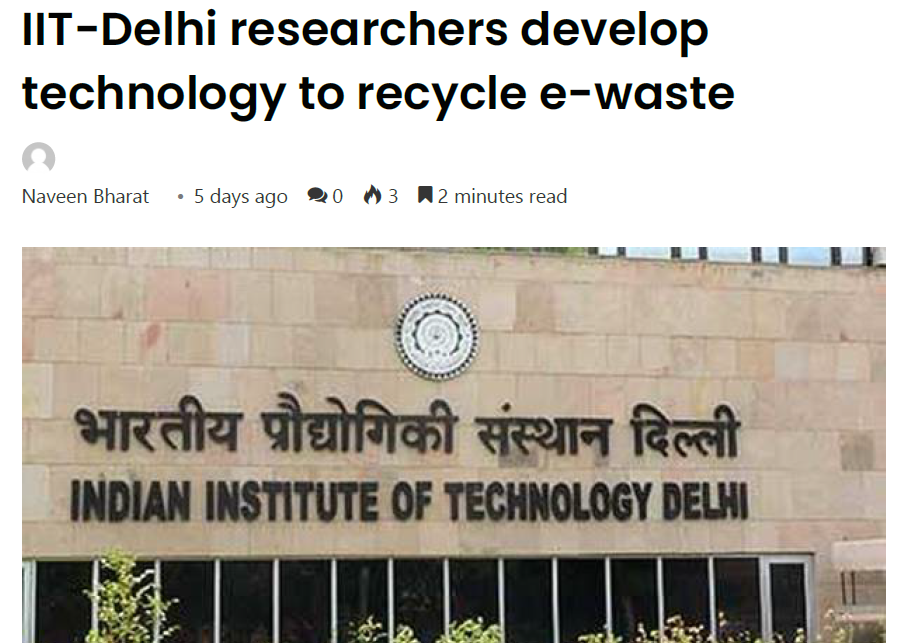 IIT-Delhi researchers develop
technology to recycle e-waste
Naveen Bharat • 5 days ago 0 3 2 minutes read
भारतीय प्रौद्योगिकी संस्थान दिल्ली
INDIAN INSTITUTE OF TECHNOLOGY DELHI